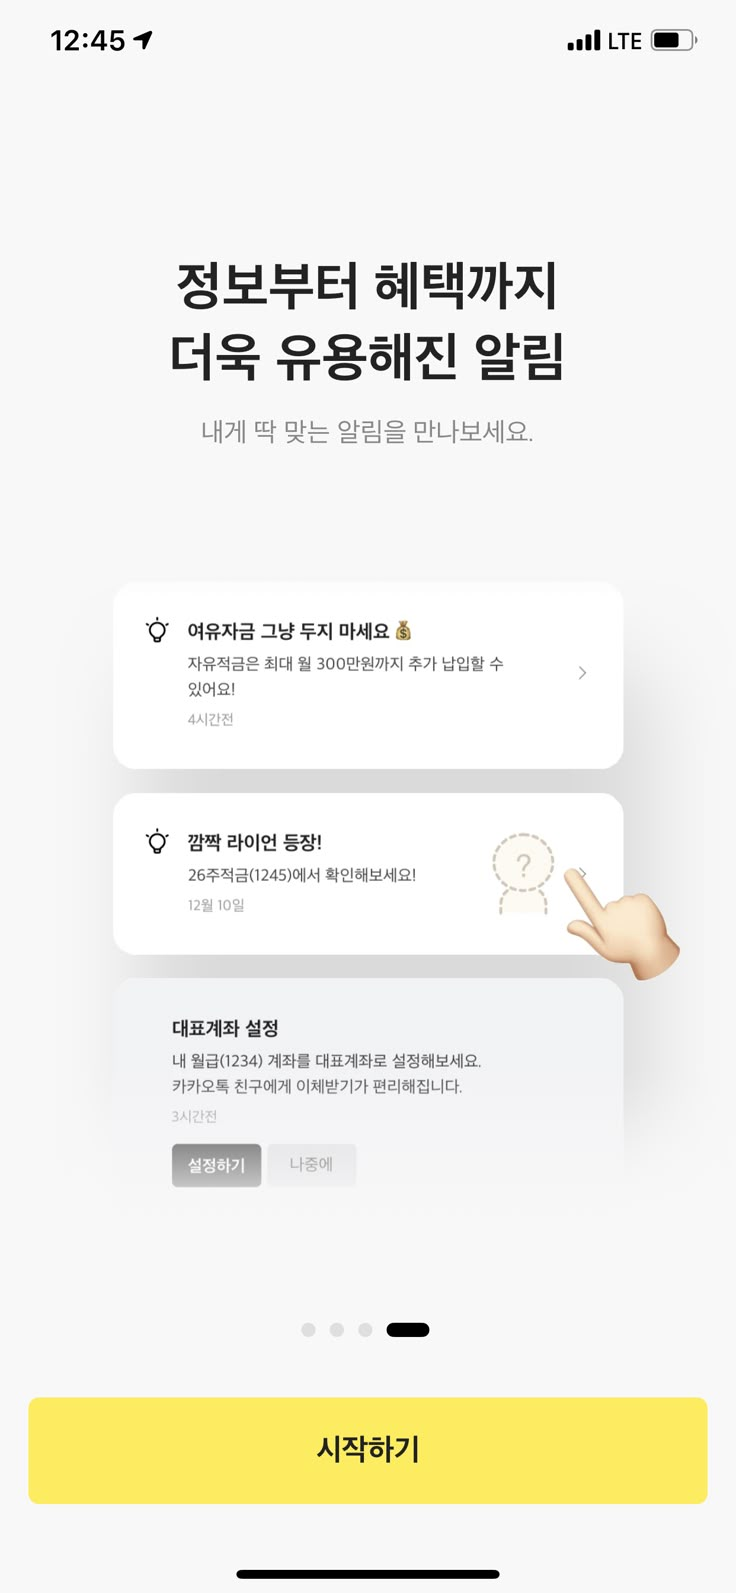 12:45 LTE
정보부터 혜택까지
더욱 유용해진 알림
내게 딱 맞는 알림을 만나보세요.
여유자금 그냥 두지 마세요 💰
자유적금은 최대 월 300만원까지 추가 납입할 수
있어요!
4시간전
깜짝 라이언 등장!
26주적금(1245)에서 확인해보세요!
12월 10일
?
대표계좌 설정
내 월급(1234) 계좌를 대표계좌로 설정해보세요.
카카오톡 친구에게 이체받기가 편리해집니다.
3시간전
설정하기 나중에
시작하기